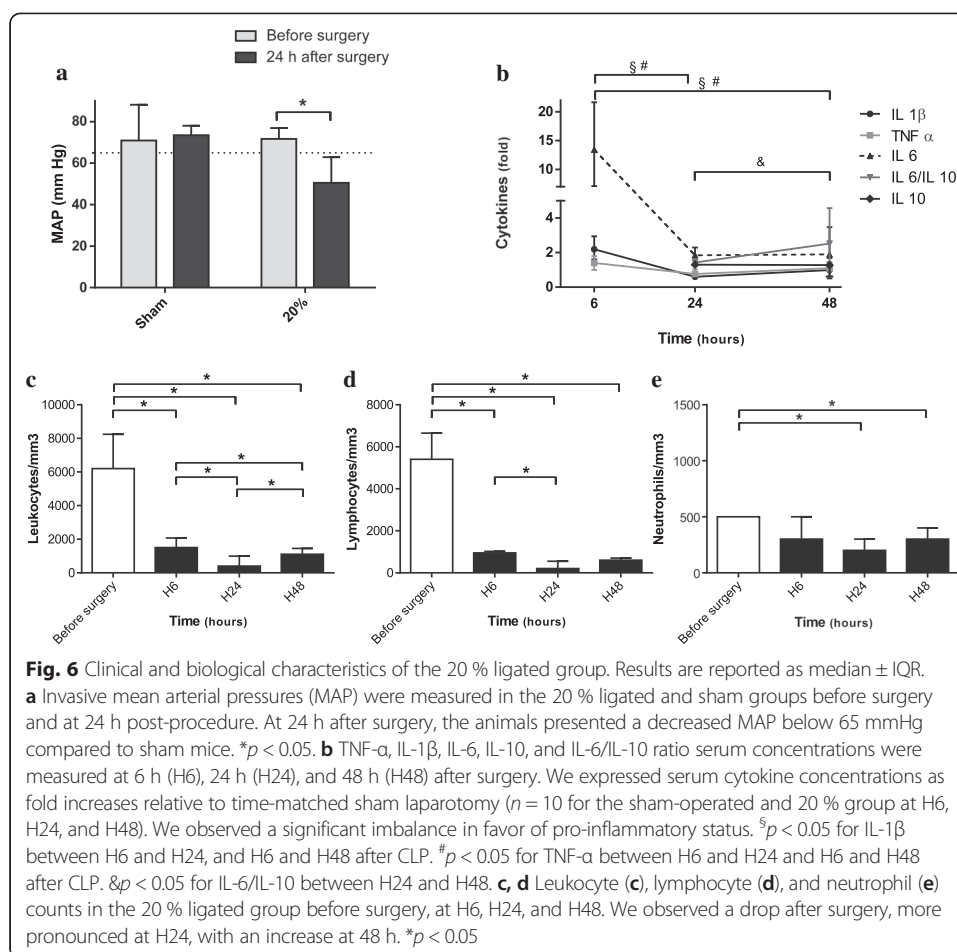 Before surgery
24 h after surgery
a
*
80
60
40
20
0
MAP (mm Hg)
Sham
20%
b
§ #
§ #
&
20
15
10
4
2
0
Cytokines (fold)
6
24
48
Time (hours)
IL 1β
TNF α
IL 6
IL 6/IL 10
IL 10
c
*
*
*
*
*
*
10000
8000
6000
4000
2000
0
Leukocytes/mm3
Before surgery
H6
H24
H48
Time (hours)
d
*
*
*
*
8000
6000
4000
2000
0
Lymphocytes/mm3
Before surgery
H6
H24
H48
Time (hours)
e
*
*
1500
1000
500
0
Neutrophils/mm3
Before surgery
H6
H24
H48
Time (hours)
Fig. 6 Clinical and biological characteristics of the 20 % ligated group. Results are reported as median ± IQR.
a Invasive mean arterial pressures (MAP) were measured in the 20 % ligated and sham groups before surgery
and at 24 h post-procedure. At 24 h after surgery, the animals presented a decreased MAP below 65 mmHg
compared to sham mice. *p < 0.05. b TNF-α, IL-1β, IL-6, IL-10, and IL-6/IL-10 ratio serum concentrations were
measured at 6 h (H6), 24 h (H24), and 48 h (H48) after surgery. We expressed serum cytokine concentrations as
fold increases relative to time-matched sham laparotomy (n = 10 for the sham-operated and 20 % group at H6,
H24, and H48). We observed a significant imbalance in favor of pro-inflammatory status. §p < 0.05 for IL-1β
between H6 and H24, and H6 and H48 after CLP. #p < 0.05 for TNF-α between H6 and H24 and H6 and H48
after CLP. &p < 0.05 for IL-6/IL-10 between H24 and H48. c, d Leukocyte (c), lymphocyte (d), and neutrophil (e)
counts in the 20 % ligated group before surgery, at H6, H24, and H48. We observed a drop after surgery, more
pronounced at H24, with an increase at 48 h. *p < 0.05